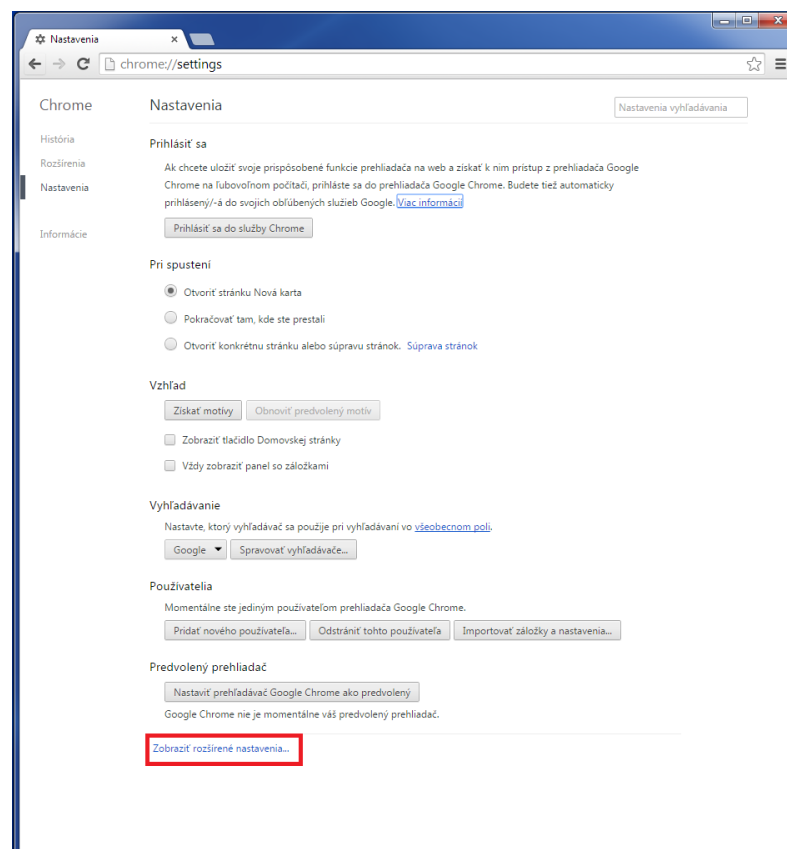 Nastavenia
chrome://settings
Chrome
História
Rozšírenia
Nastavenia
Informácie
Nastavenia
Nastavenia vyhľadávania
Prihlásiť sa
Ak chcete uložiť svoje prispôsobené funkcie prehliadača na web a získať k nim prístup z prehliadača Google
Chrome na ľubovoľnom počítači, prihláste sa do prehliadača Google Chrome. Budete tiež automaticky
prihlásený/-á do svojich obľúbených služieb Google. Viac informácií
Prihlásiť sa do služby Chrome
Pri spustení
Otvoriť stránku Nová karta
Pokračovať tam, kde ste prestali
Otvoriť konkrétnu stránku alebo súpravu stránok. Súprava stránok
Vzhľad
Získať motívy Obnoviť predvolený motív
Zobraziť tlačidlo Domovskej stránky
Vždy zobraziť panel so záložkami
Vyhľadávanie
Nastavte, ktorý vyhľadávač sa použije pri vyhľadávaní vo všeobecnom poli.
Google Spravovať vyhľadávače...
Používatelia
Momentálne ste jediným používateľom prehliadača Google Chrome.
Pridať nového používateľa... Odstrániť tohto používateľa Importovať záložky a nastavenia...
Predvolený prehliadač
Nastaviť prehľadávač Google Chrome ako predvolený
Google Chrome nie je momentálne váš predvolený prehliadač.
Zobraziť rozšírené nastavenia...